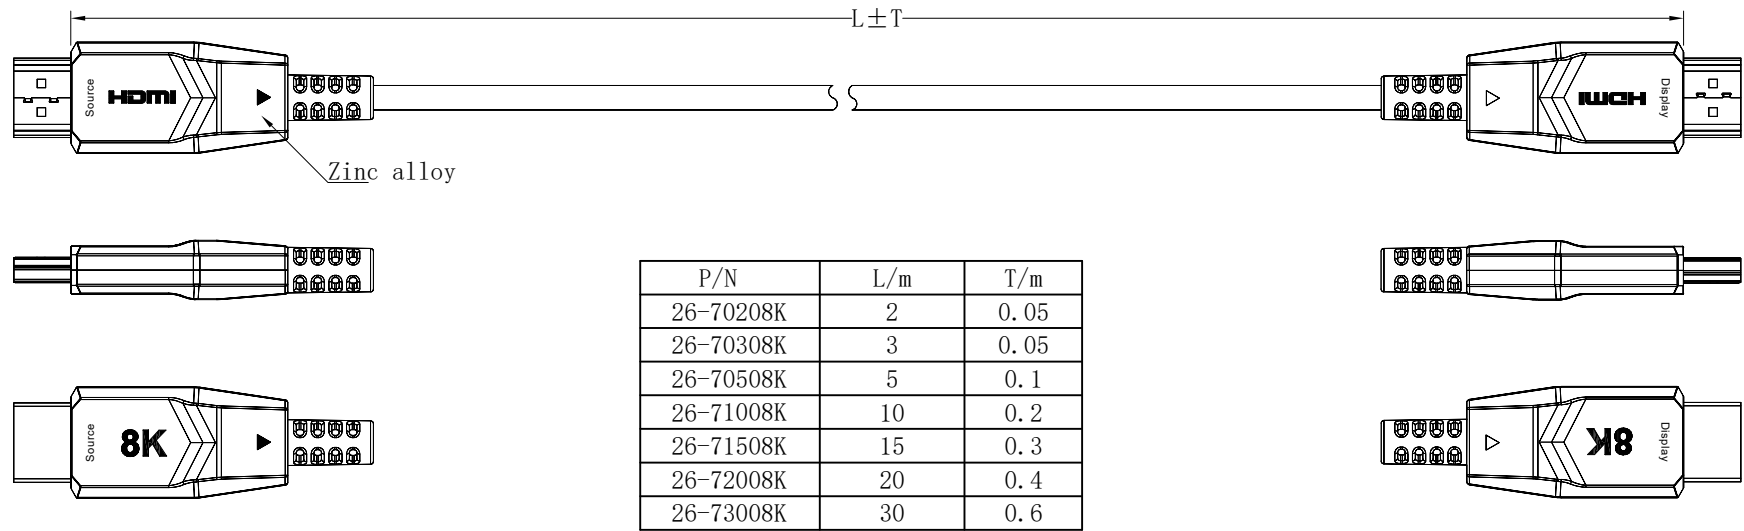 L±T
Source HDMI
HDMI Display
Zinc alloy
P/N L/m T/m
26-70208K 2 0.05
26-70308K 3 0.05
26-70508K 5 0.1
26-71008K 10 0.2
26-71508K 15 0.3
26-72008K 20 0.4
26-73008K 30 0.6
Source 8K
8K Display